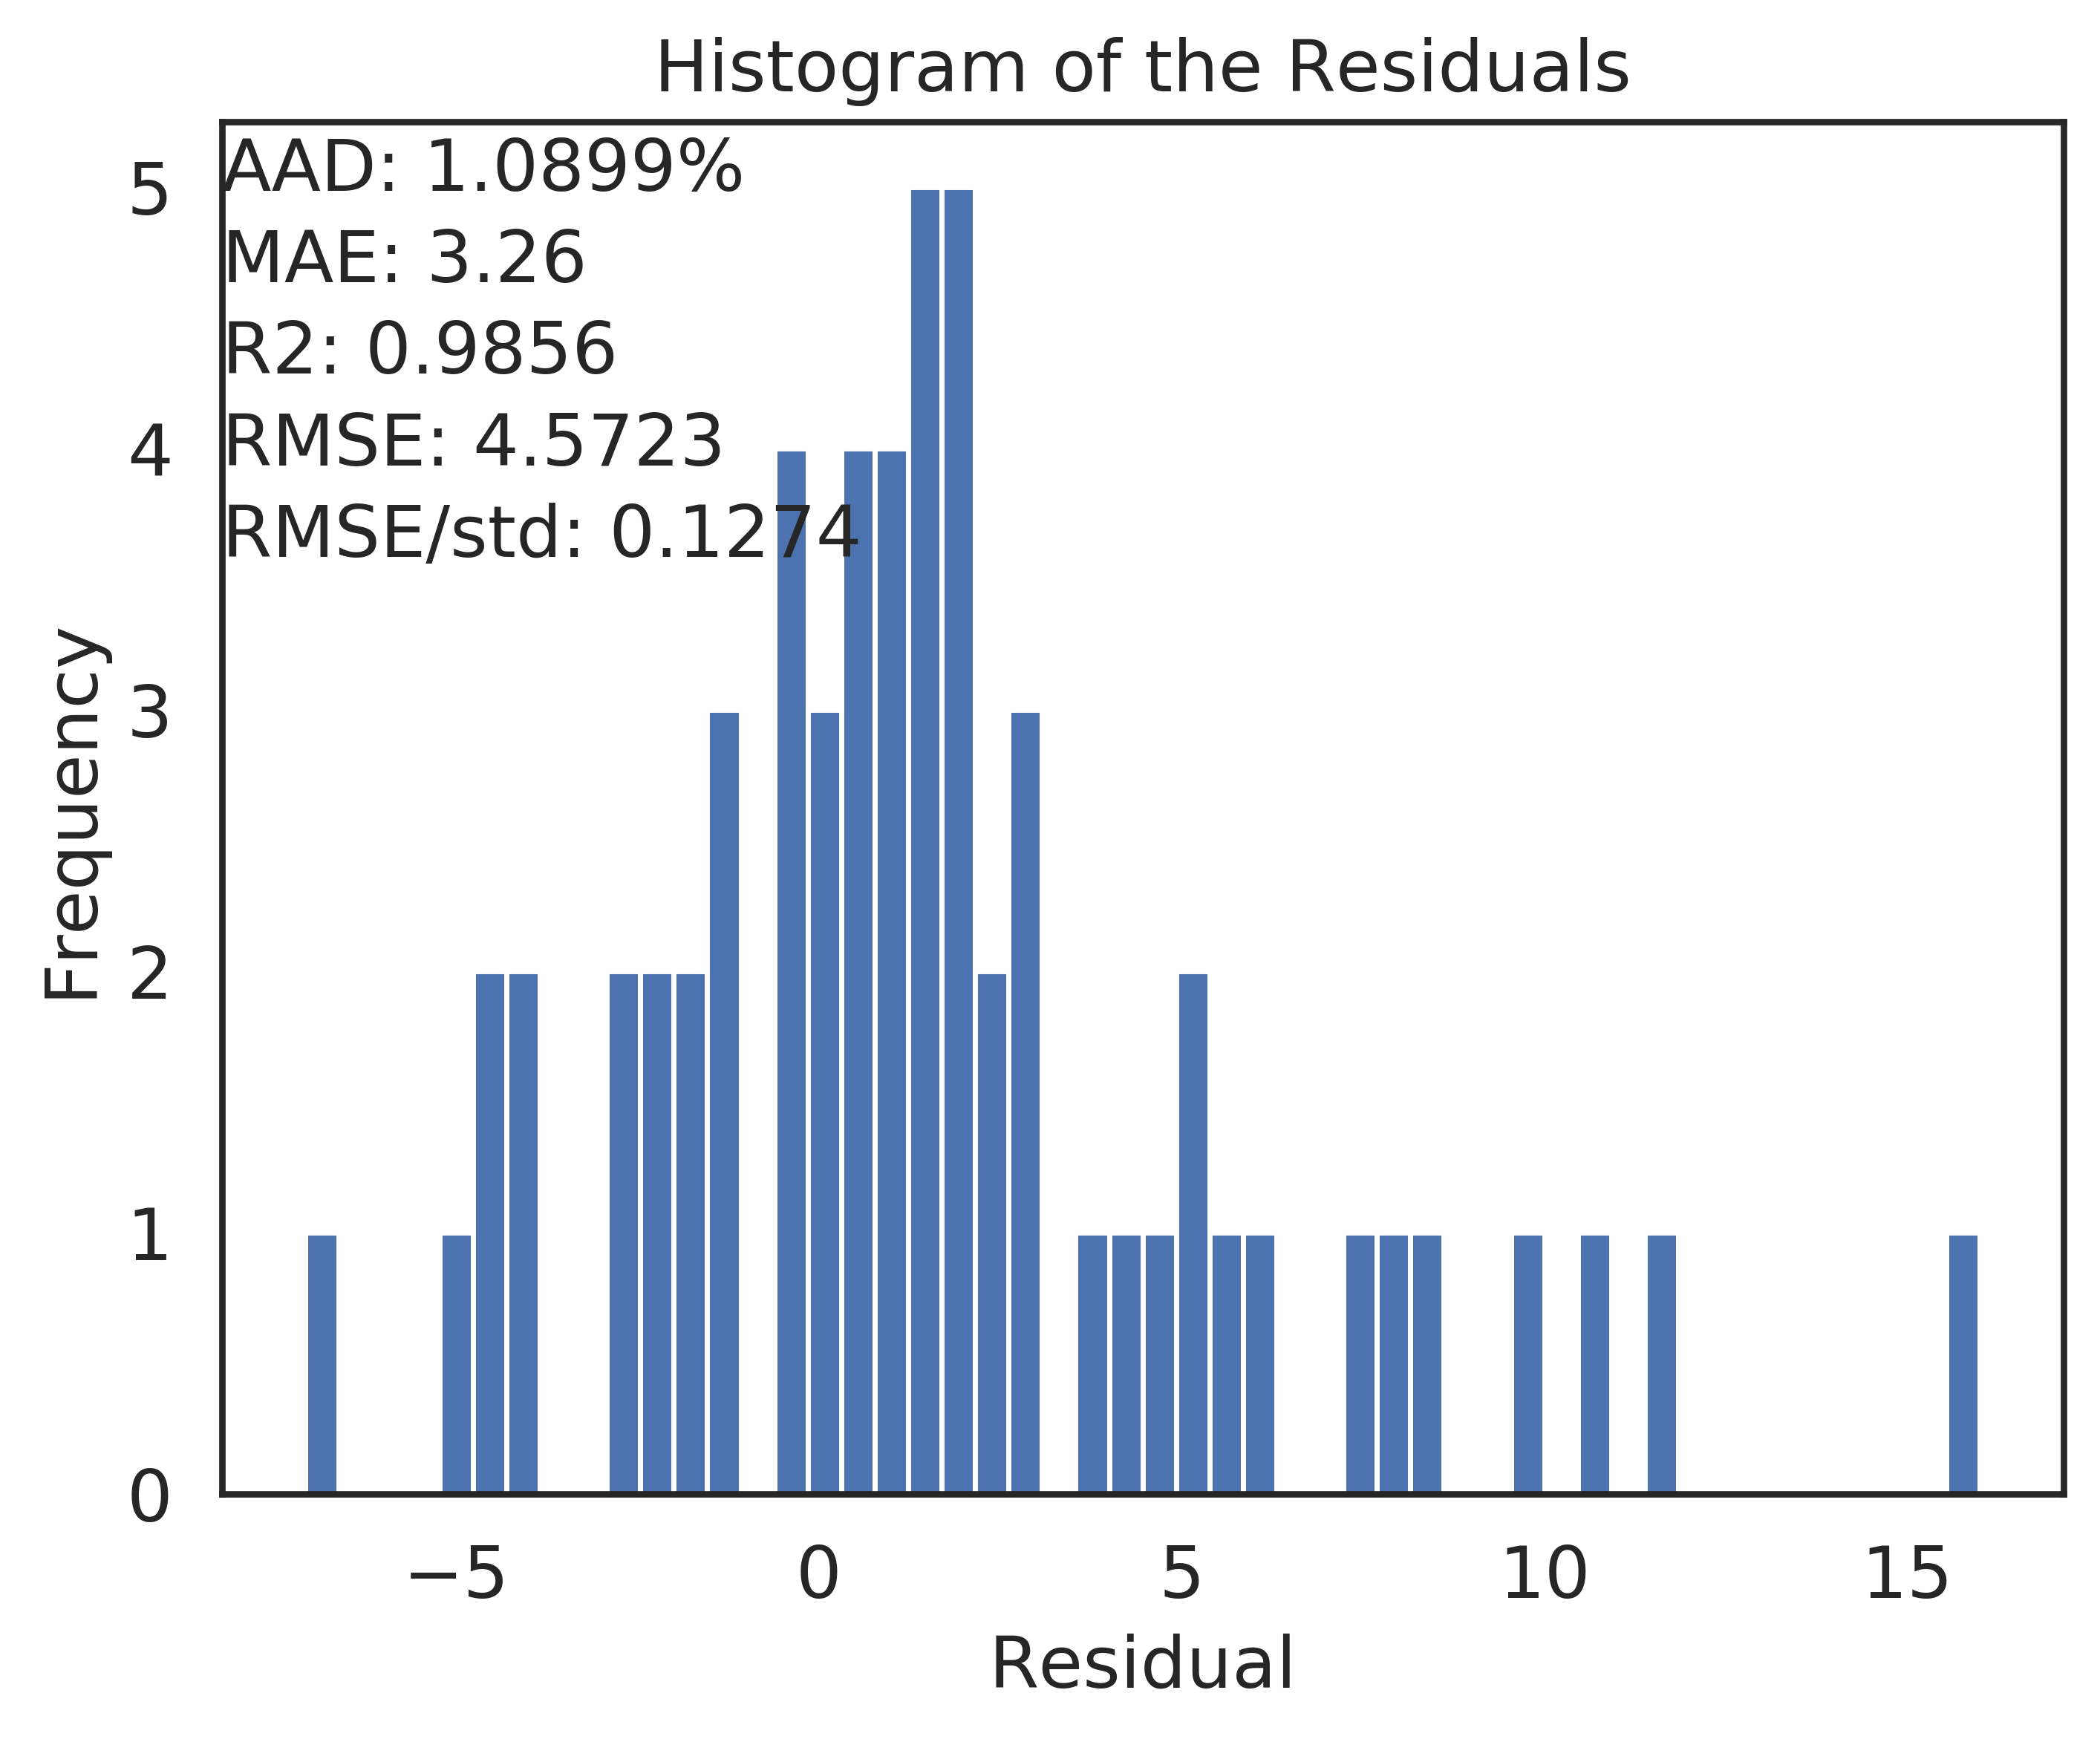 Histogram of the Residuals
AAD: 1.0899%
MAE: 3.26
R2: 0.9856
RMSE: 4.5723
RMSE/std: 0.1274
Frequency
5
4
3
2
1
0
−5 0 5 10 15
Residual